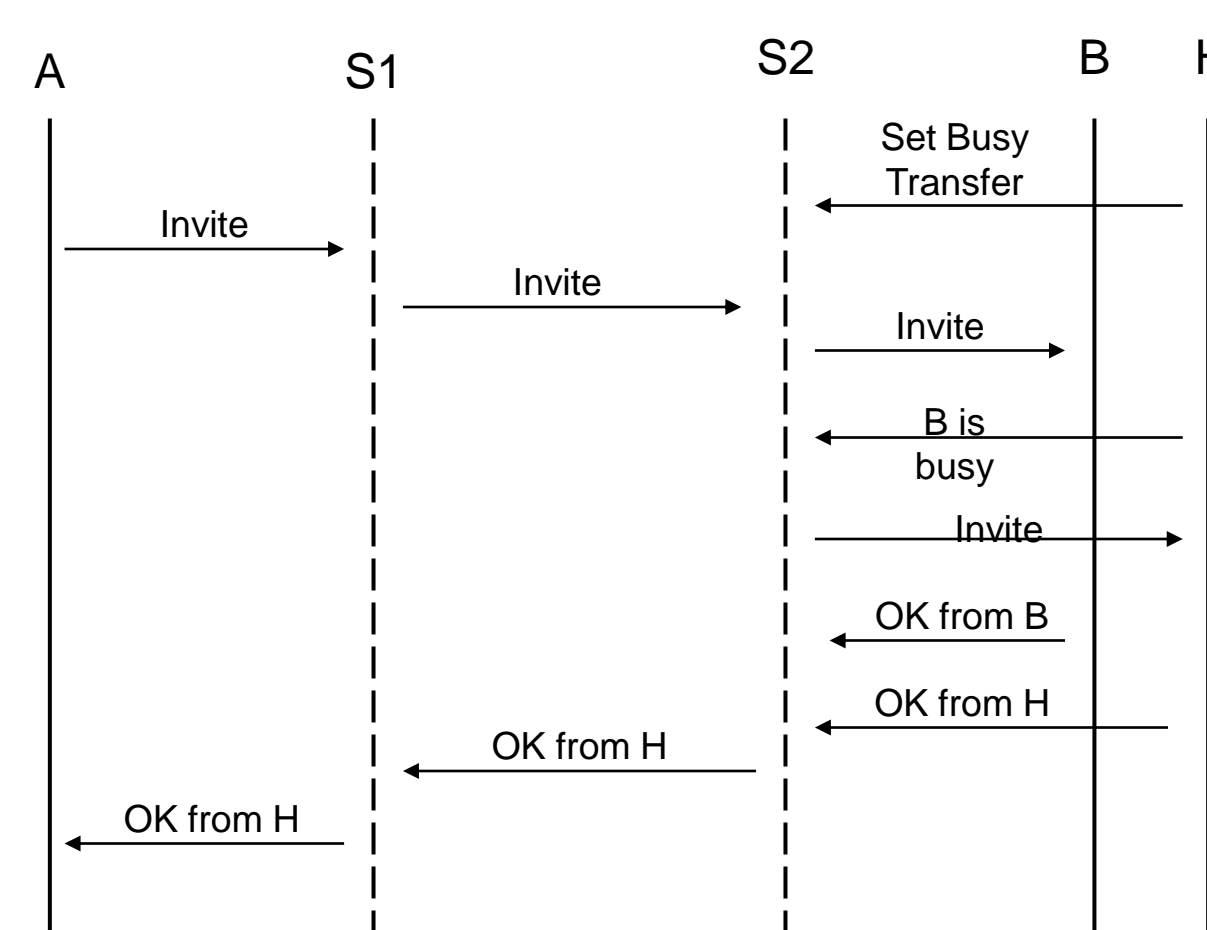 A
S1
S2
B
H
Set Busy
Transfer
Invite
Invite
Invite
B is
busy
Invite
OK from B
OK from H
OK from H
OK from H